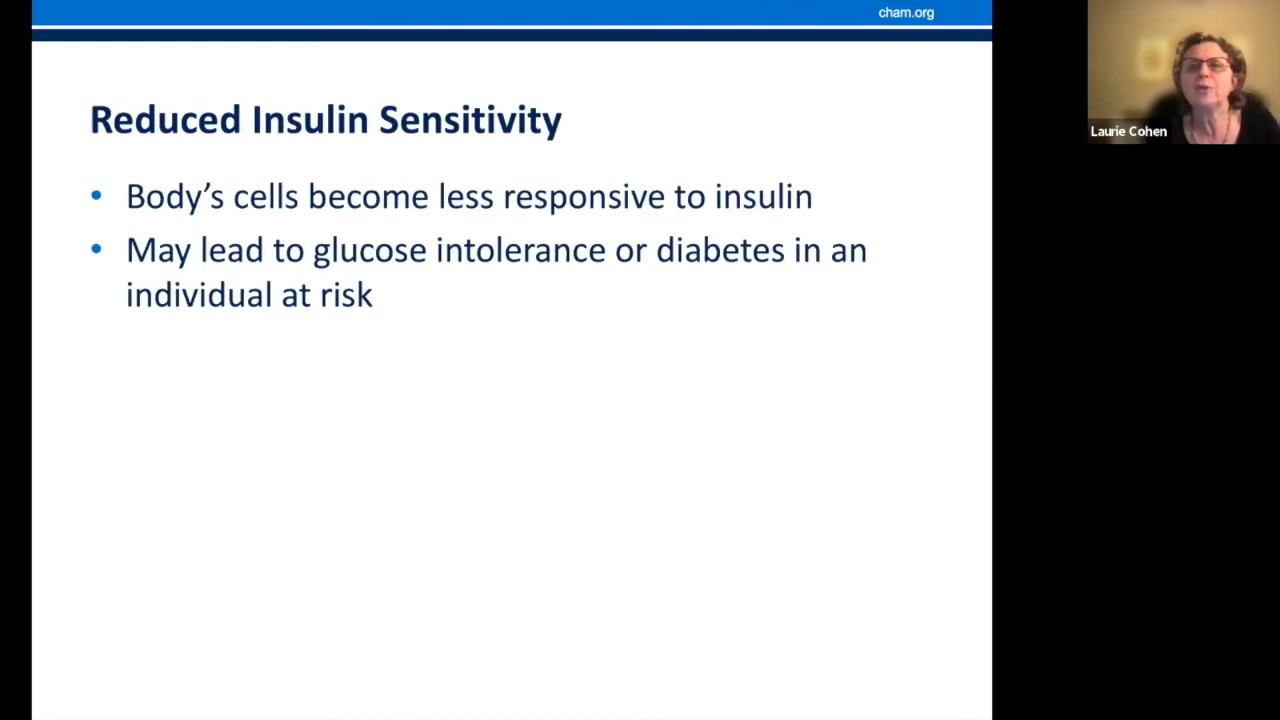 cham.org
Laurie Cohen
Reduced Insulin Sensitivity
• Body’s cells become less responsive to insulin
• May lead to glucose intolerance or diabetes in an
individual at risk